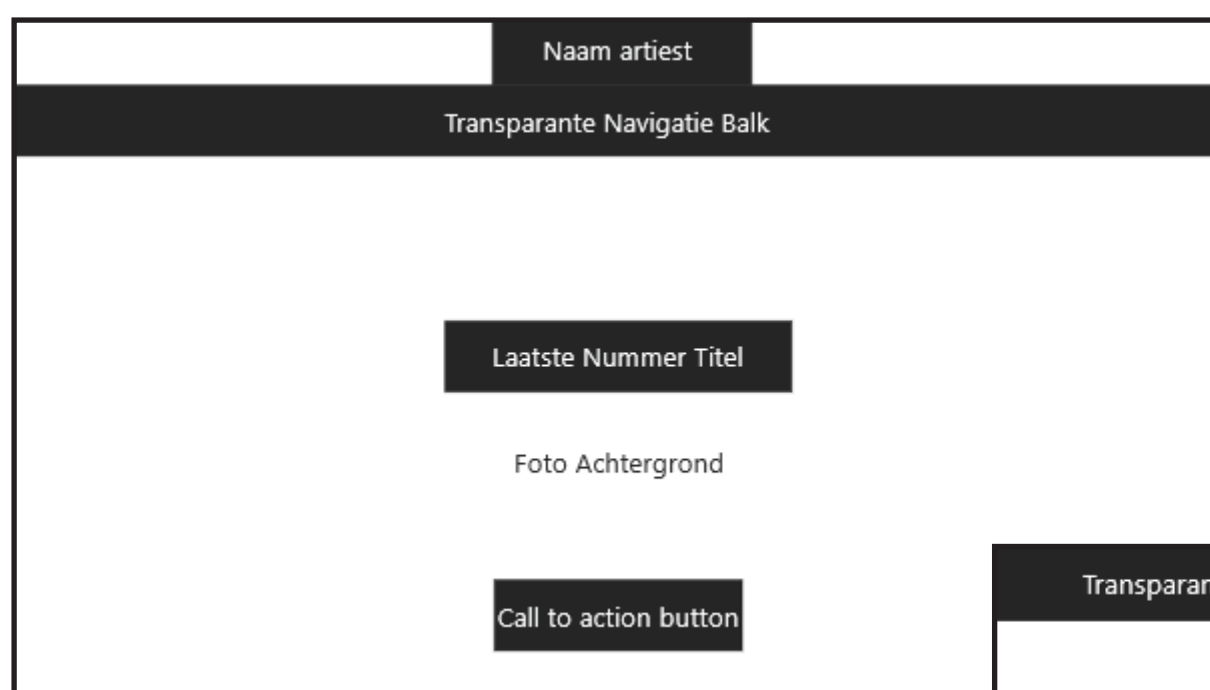 Naam artiest
Transparante Navigatie Balk
Laatste Nummer Titel
Foto Achtergrond
Call to action button